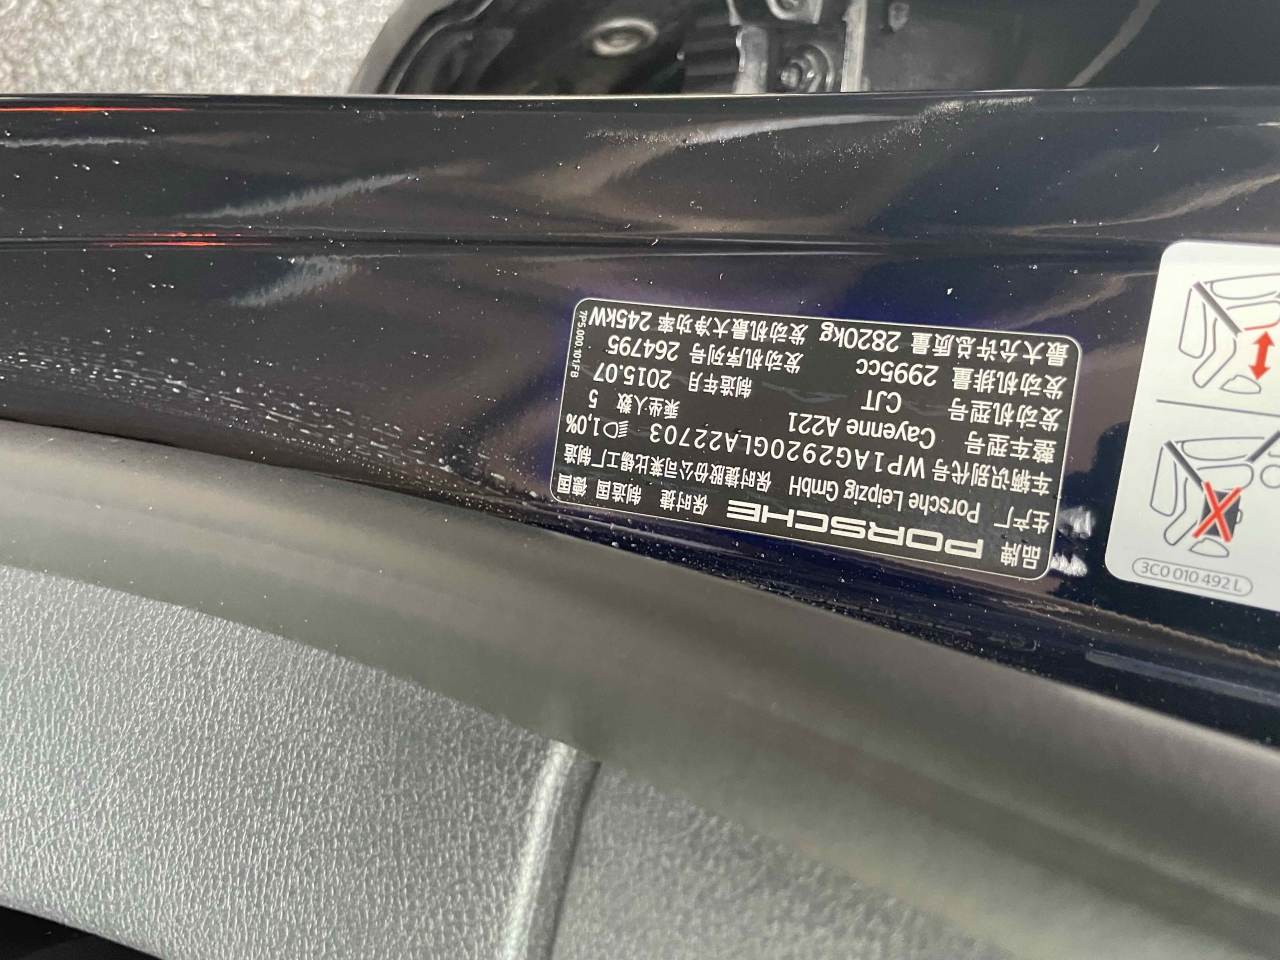 品牌 PORSCHE 保时捷 制造国 德国
生产厂 Porsche Leipzig GmbH 保时捷股份公司莱比锡工厂制造
车辆识别代号 WP1AG2920GLA22703 1,0%
整车型号 Cayenne A221 乘坐人数 5
发动机型号 CJT 制造年月 2015.07
发动机排量 2995cc 发动机序列号 264795
最大允许总质量 2820kg 发动机最大净功率 245kW
7P5.000.101.FB
3C0 010 492 L